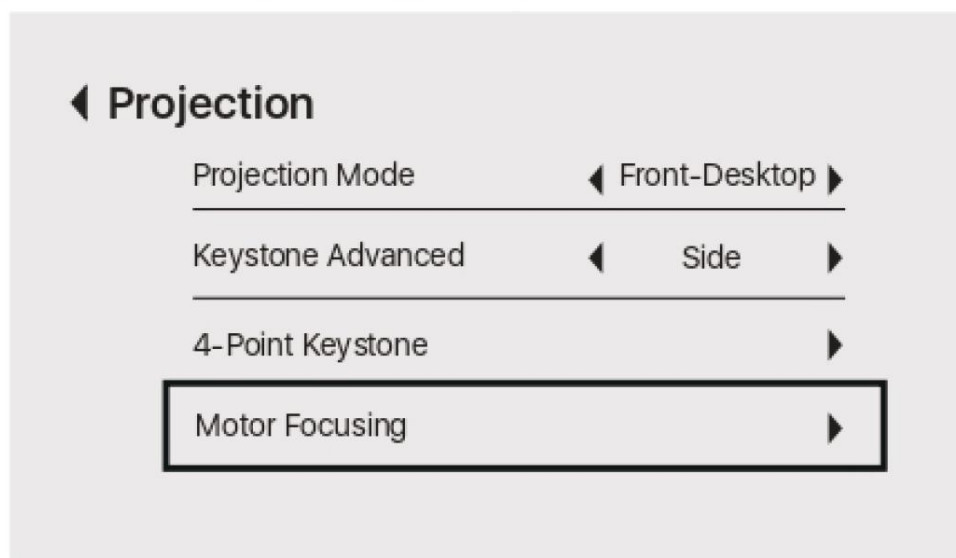 Projection
Projection Mode Front-Desktop
Keystone Advanced Side
4-Point Keystone
Motor Focusing